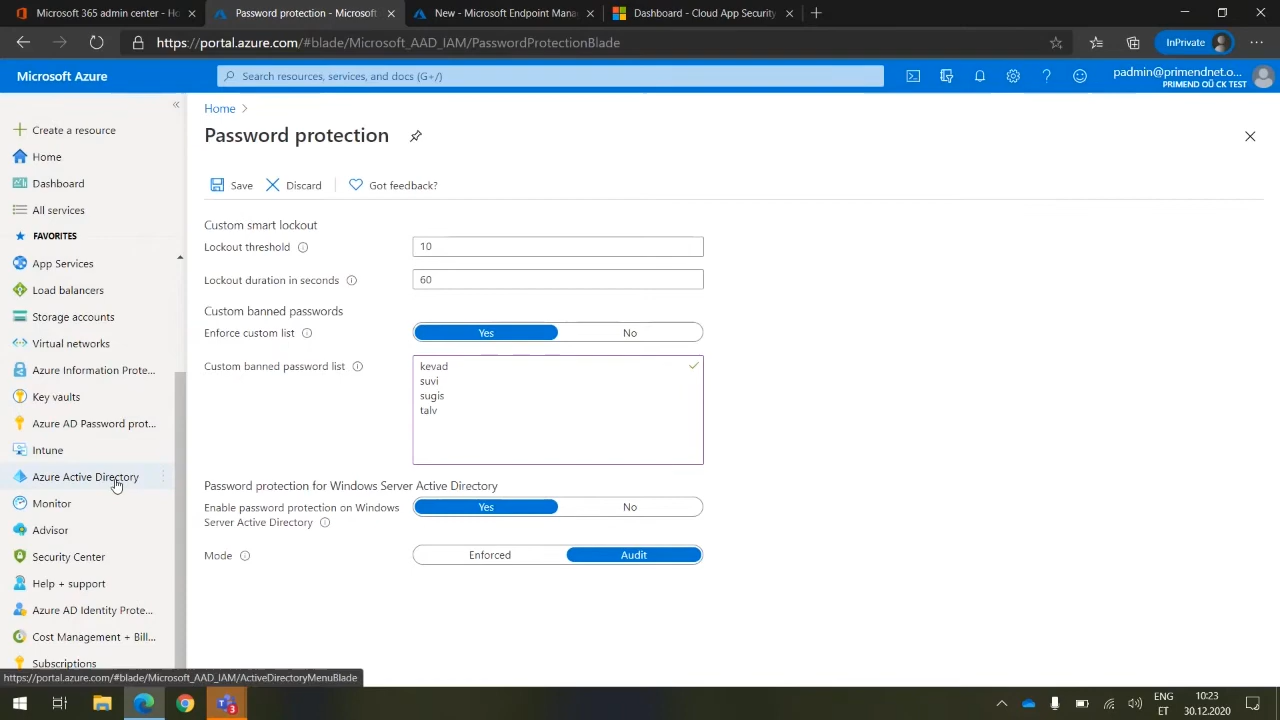 Microsoft 365 admin center - Ho
Password protection - Microsoft
New - Microsoft Endpoint Mana
Dashboard - Cloud App Security
https://portal.azure.com/#blade/Microsoft_AAD_IAM/PasswordProtectionBlade
InPrivate
Microsoft Azure
Search resources, services, and docs (G+/)
padmin@primendnet.o...
PRIMEND OÜ CK TEST
Create a resource
Home
Dashboard
All services
FAVORITES
App Services
Load balancers
Storage accounts
Virtual networks
Azure Information Prote...
Key vaults
Azure AD Password prot...
Intune
Azure Active Directory
Monitor
Advisor
Security Center
Help + support
Azure AD Identity Prote...
Cost Management + Bill...
Subscriptions
https://portal.azure.com/#blade/Microsoft_AAD_IAM/ActiveDirectoryMenuBlade
Home >
Password protection
Save
Discard
Got feedback?
Custom smart lockout
Lockout threshold
10
Lockout duration in seconds
60
Custom banned passwords
Enforce custom list
Yes
No
Custom banned password list
kevad
suvi
sugis
talv
Password protection for Windows Server Active Directory
Enable password protection on Windows
Server Active Directory
Yes
No
Mode
Enforced
Audit
3
ENG
ET
10:23
30.12.2020